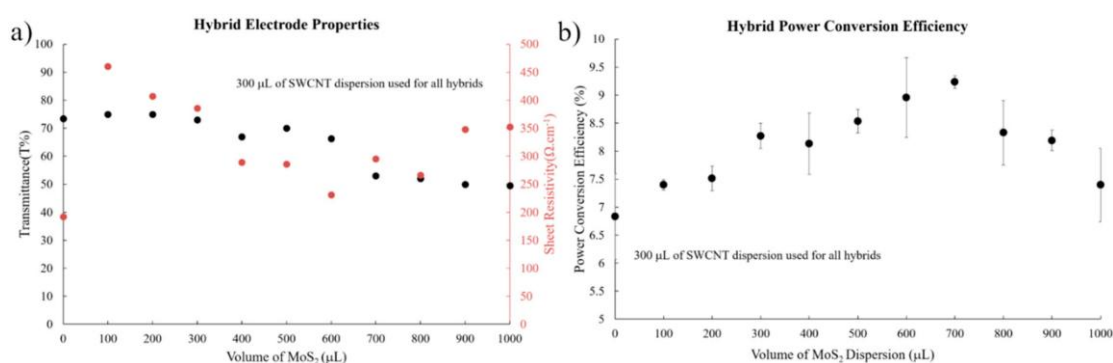 a)
Hybrid Electrode Properties
300 μL of SWCNT dispersion used for all hybrids
Transmittance(T%)
100
90
80
70
60
50
40
30
20
10
0
500
450
400
350
300
250
200
150
100
50
0
Sheet Resistivity(Ω.cm⁻¹)
0 100 200 300 400 500 600 700 800 900 1000
Volume of MoS₂ (μL)
b)
Hybrid Power Conversion Efficiency
Power Conversion Efficiency (%)
9.5
9
8.5
8
7.5
7
6.5
6
5.5
5
300 μL of SWCNT dispersion used for all hybrids
0 100 200 300 400 500 600 700 800 900 1000
Volume of MoS₂ Dispersion (μL)